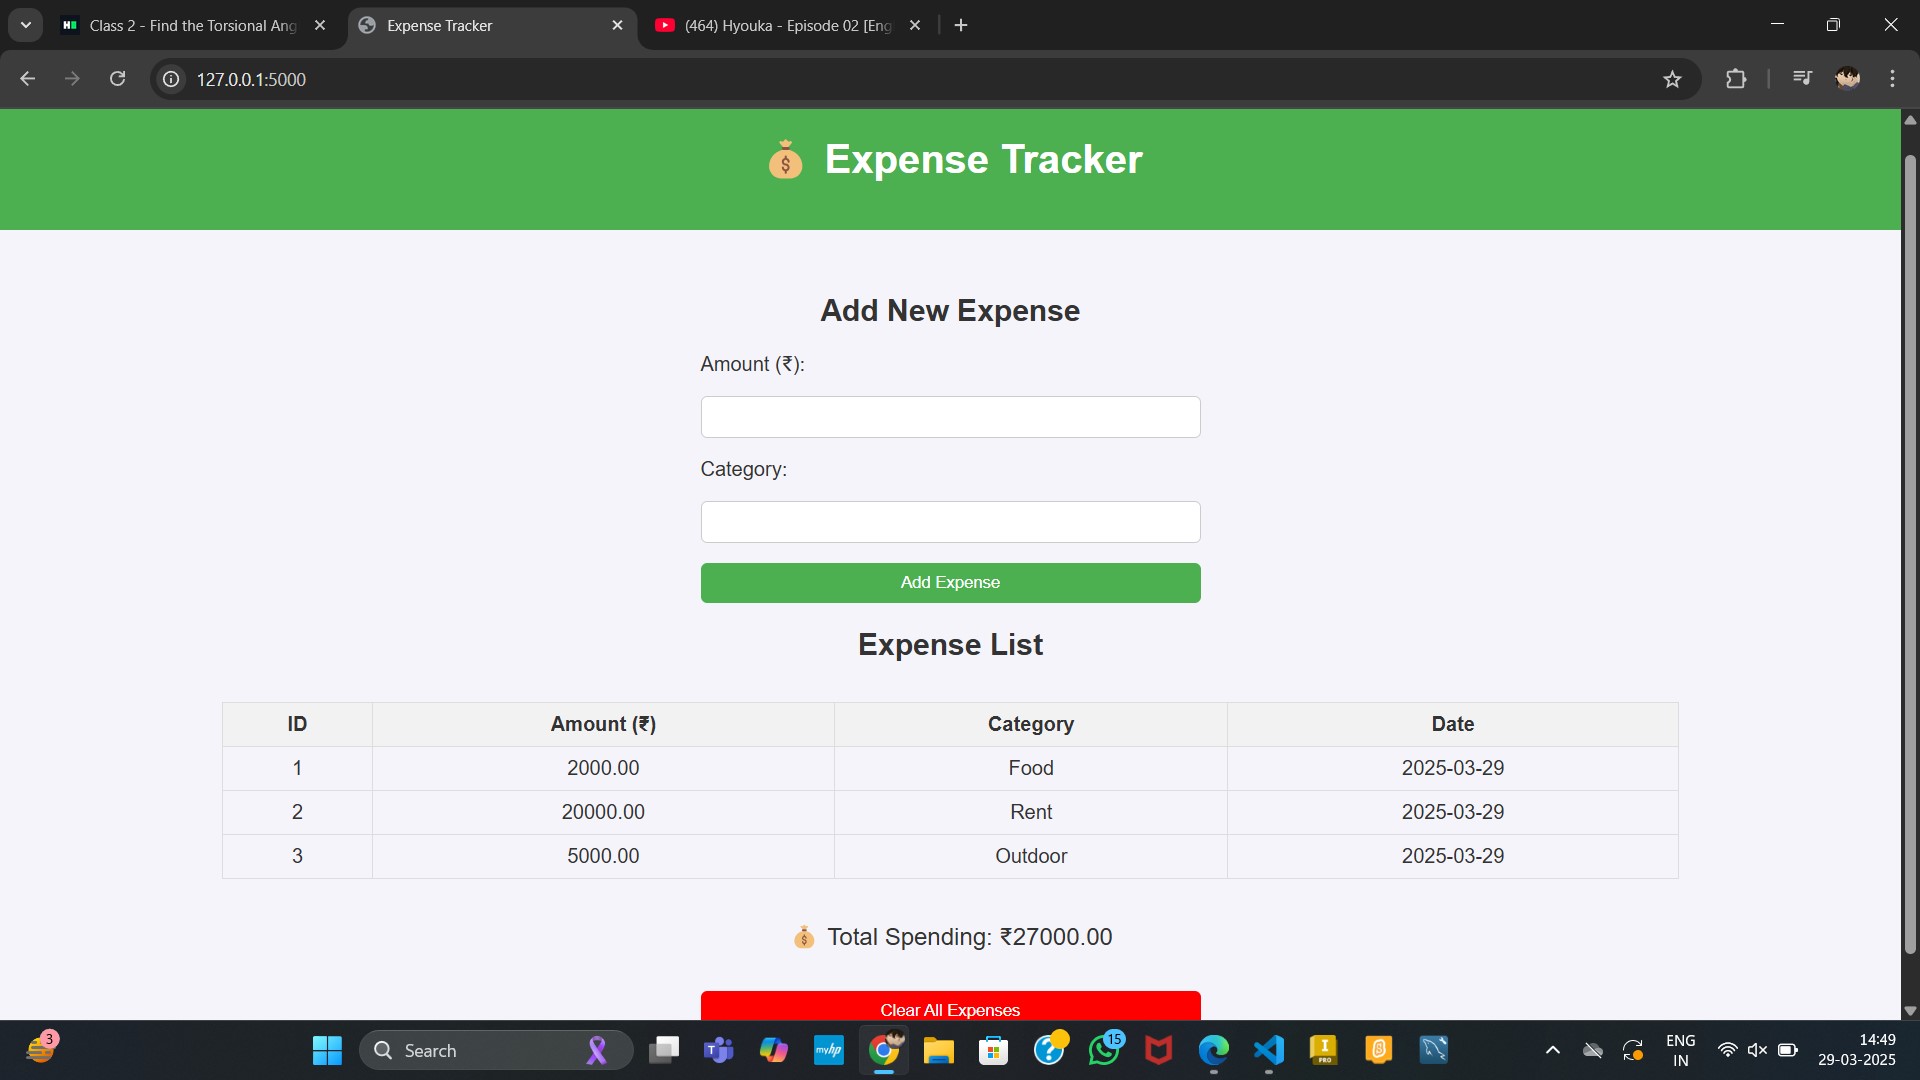 Class 2 - Find the Torsional Ang
Expense Tracker
(464) Hyouka - Episode 02 [Eng
127.0.0.1:5000
Expense Tracker
Add New Expense
Amount (₹):
Category:
Add Expense
Expense List
ID Amount (₹) Category Date
1 2000.00 Food 2025-03-29
2 20000.00 Rent 2025-03-29
3 5000.00 Outdoor 2025-03-29
Total Spending: ₹27000.00
Clear All Expenses
3
Search
myhp
15
PRO
ENG
IN
14:49
29-03-2025